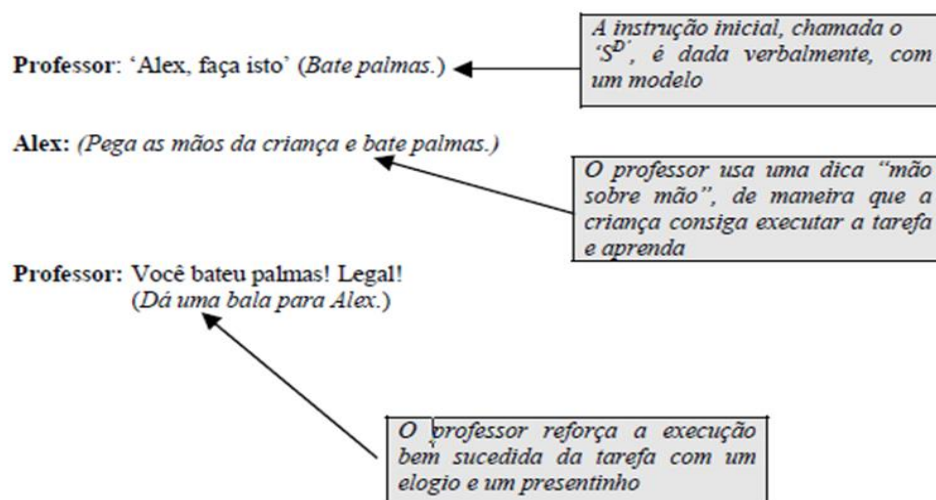 A instrução inicial, chamada o
‘Sᴰ’, é dada verbalmente, com
um modelo
Professor: ‘Alex, faça isto’ (Bate palmas.)
Alex: (Pega as mãos da criança e bate palmas.)
O professor usa uma dica “mão
sobre mão”, de maneira que a
criança consiga executar a tarefa
e aprenda
Professor: Você bateu palmas! Legal!
(Dá uma bala para Alex.)
O professor reforça a execução
bem sucedida da tarefa com um
elogio e um presentinho